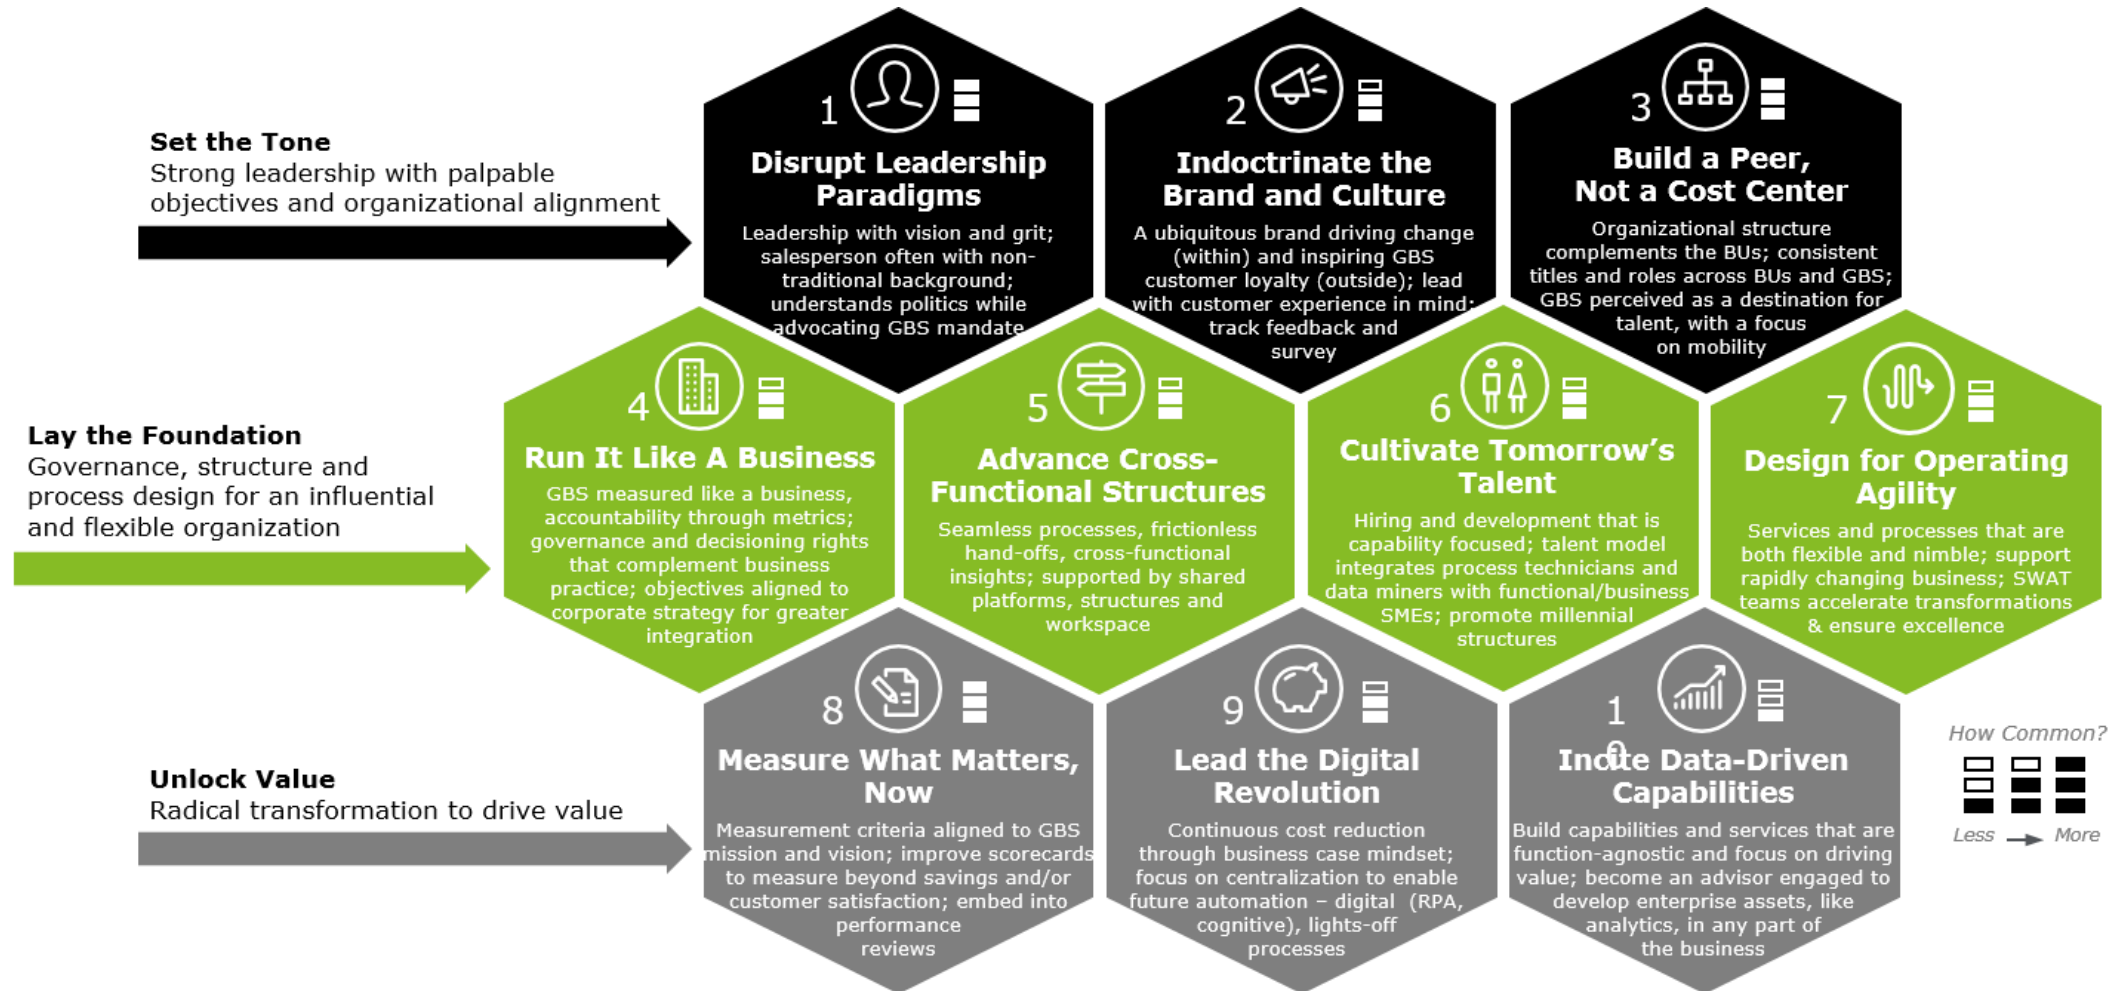 Set the Tone
Strong leadership with palpable
objectives and organizational alignment
1
Disrupt Leadership
Paradigms
Leadership with vision and grit;
salesperson often with non-
traditional background;
understands politics while
advocating GBS mandate
2
Indoctrinate the
Brand and Culture
A ubiquitous brand driving change
(within) and inspiring GBS
customer loyalty (outside); lead
with customer experience in mind;
track feedback and
survey
3
Build a Peer,
Not a Cost Center
Organizational structure
complements the BUs; consistent
titles and roles across BUs and GBS;
GBS perceived as a destination for
talent, with a focus
on mobility
Lay the Foundation
Governance, structure and
process design for an influential
and flexible organization
4
Run It Like A Business
GBS measured like a business,
accountability through metrics;
governance and decisioning rights
that complement business
practice; objectives aligned to
corporate strategy for greater
integration
5
Advance Cross-
Functional Structures
Seamless processes, frictionless
hand-offs, cross-functional
insights; supported by shared
platforms, structures and
workspace
6
Cultivate Tomorrow’s
Talent
Hiring and development that is
capability focused; talent model
integrates process technicians and
data miners with functional/business
SMEs; promote millennial
structures
7
Design for Operating
Agility
Services and processes that are
both flexible and nimble; support
rapidly changing business; SWAT
teams accelerate transformations
& ensure excellence
Unlock Value
Radical transformation to drive value
8
Measure What Matters,
Now
Measurement criteria aligned to GBS
mission and vision; improve scorecards
to measure beyond savings and/or
customer satisfaction; embed into
performance
reviews
9
Lead the Digital
Revolution
Continuous cost reduction
through business case mindset;
focus on centralization to enable
future automation – digital (RPA,
cognitive), lights-off
processes
1
0
Incite Data-Driven
Capabilities
Build capabilities and services that are
function-agnostic and focus on driving
value; become an advisor engaged to
develop enterprise assets, like
analytics, in any part of
the business
How Common?
Less More